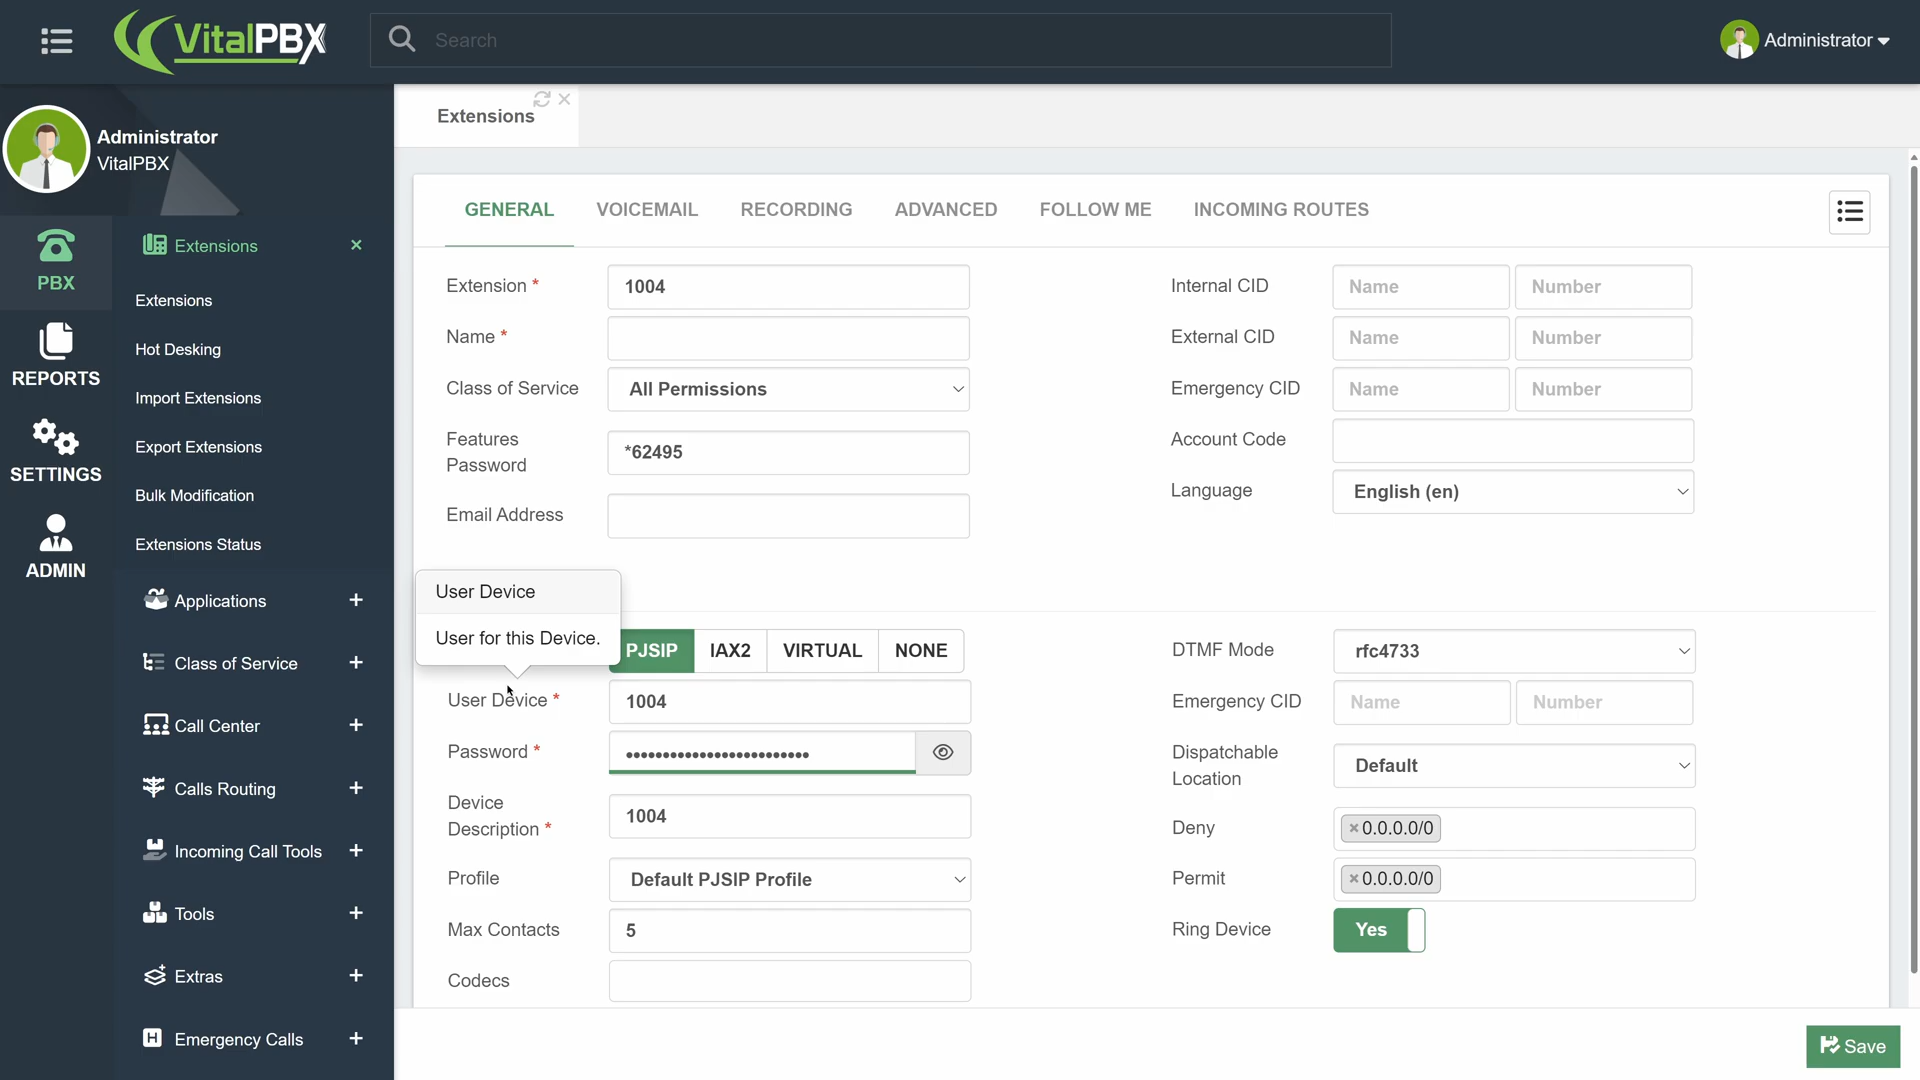 VitalPBX
Search
Administrator
Administrator
VitalPBX
PBX
REPORTS
SETTINGS
ADMIN
Extensions
Extensions
Hot Desking
Import Extensions
Export Extensions
Bulk Modification
Extensions Status
Applications
Class of Service
Call Center
Calls Routing
Incoming Call Tools
Tools
Extras
Emergency Calls
Extensions
GENERAL VOICEMAIL RECORDING ADVANCED FOLLOW ME INCOMING ROUTES
Extension * 1004
Name *
Class of Service All Permissions
Features
Password
*62495
Email Address
Internal CID Name Number
External CID Name Number
Emergency CID Name Number
Account Code
Language English (en)
User Device
User for this Device.
PJSIP IAX2 VIRTUAL NONE
User Device * 1004
Password * •••••••••••••••••••••••••
Device
Description *
1004
Profile Default PJSIP Profile
Max Contacts 5
Codecs
DTMF Mode rfc4733
Emergency CID Name Number
Dispatchable
Location
Default
Deny ×0.0.0.0/0
Permit ×0.0.0.0/0
Ring Device Yes
Save